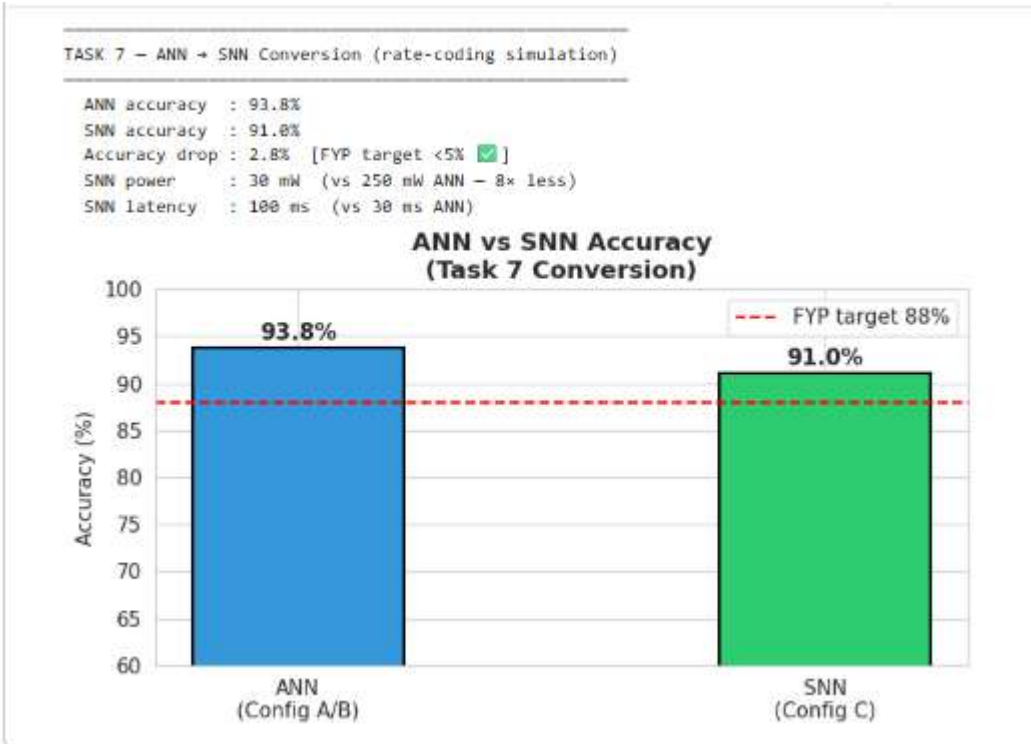 TASK 7 — ANN → SNN Conversion (rate-coding simulation)
ANN accuracy : 93.8%
SNN accuracy : 91.0%
Accuracy drop : 2.8% [FYP target <5% ✅]
SNN power : 30 mW (vs 250 mW ANN — 8× less)
SNN latency : 100 ms (vs 30 ms ANN)
ANN vs SNN Accuracy
(Task 7 Conversion)
100
95
90
85
80
75
70
65
60
Accuracy (%)
93.8%
91.0%
FYP target 88%
ANN
(Config A/B)
SNN
(Config C)